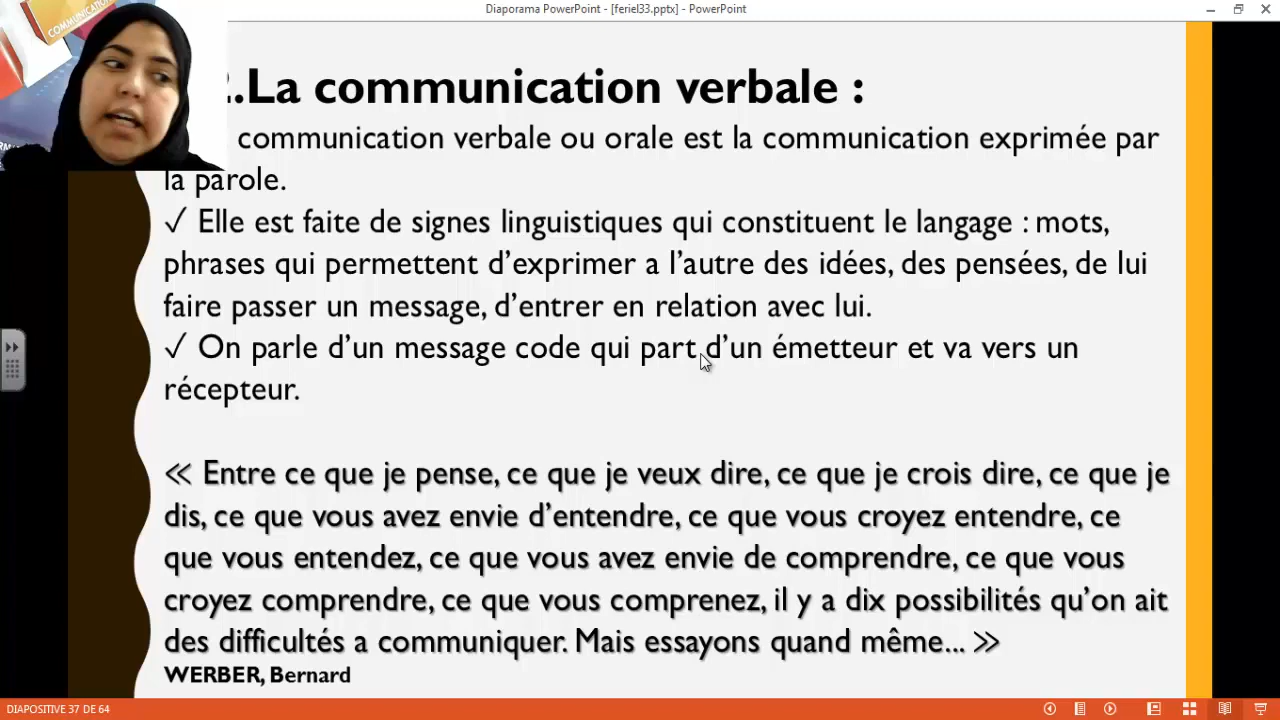 Diaporama PowerPoint - [feriel33.pptx] - PowerPoint
COMMUNICATION
2.La communication verbale :
communication verbale ou orale est la communication exprimée par
la parole.
✓ Elle est faite de signes linguistiques qui constituent le langage : mots,
phrases qui permettent d’exprimer a l’autre des idées, des pensées, de lui
faire passer un message, d’entrer en relation avec lui.
✓ On parle d’un message code qui part d’un émetteur et va vers un
récepteur.
≪ Entre ce que je pense, ce que je veux dire, ce que je crois dire, ce que je
dis, ce que vous avez envie d’entendre, ce que vous croyez entendre, ce
que vous entendez, ce que vous avez envie de comprendre, ce que vous
croyez comprendre, ce que vous comprenez, il y a dix possibilités qu’on ait
des difficultés a communiquer. Mais essayons quand même... ≫
WERBER, Bernard
DIAPOSITIVE 37 DE 64